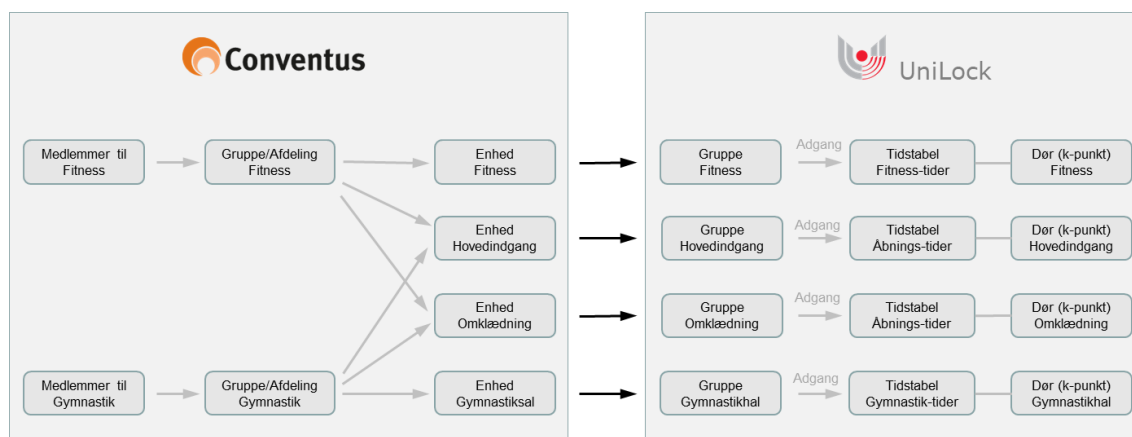 Conventus
UniLock
Medlemmer til
Fitness
Gruppe/Afdeling
Fitness
Enhed
Fitness
Gruppe
Fitness
Adgang
Tidstabel
Fitness-tider
Dør (k-punkt)
Fitness
Enhed
Hovedindgang
Gruppe
Hovedindgang
Adgang
Tidstabel
Åbnings-tider
Dør (k-punkt)
Hovedindgang
Enhed
Omklædning
Gruppe
Omklædning
Adgang
Tidstabel
Åbnings-tider
Dør (k-punkt)
Omklædning
Medlemmer til
Gymnastik
Gruppe/Afdeling
Gymnastik
Enhed
Gymnastiksal
Gruppe
Gymnastikhal
Adgang
Tidstabel
Gymnastik-tider
Dør (k-punkt)
Gymnastikhal